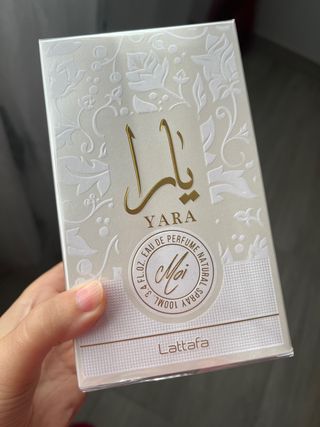 يارا
YARA
EAU DE PERFUME NATURAL SPRAY 100ML 3.4 FL.OZ.
Moi
Lattafa